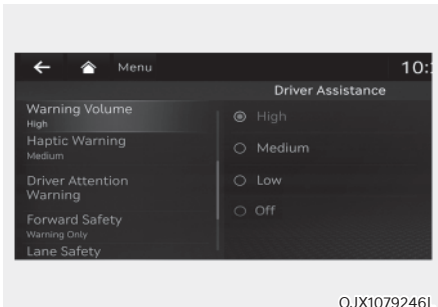 Menu
10:
Driver Assistance
Warning Volume
High
Haptic Warning
Medium
Driver Attention
Warning
Forward Safety
Warning Only
Lane Safety
High
Medium
Low
Off
OJX1079246L